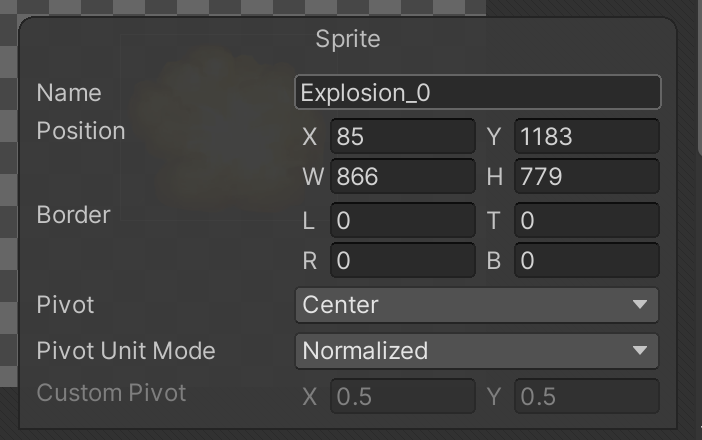 Sprite
Name Explosion_0
Position X 85 Y 1183
W 866 H 779
Border L 0 T 0
R 0 B 0
Pivot Center
Pivot Unit Mode Normalized
Custom Pivot X 0.5 Y 0.5